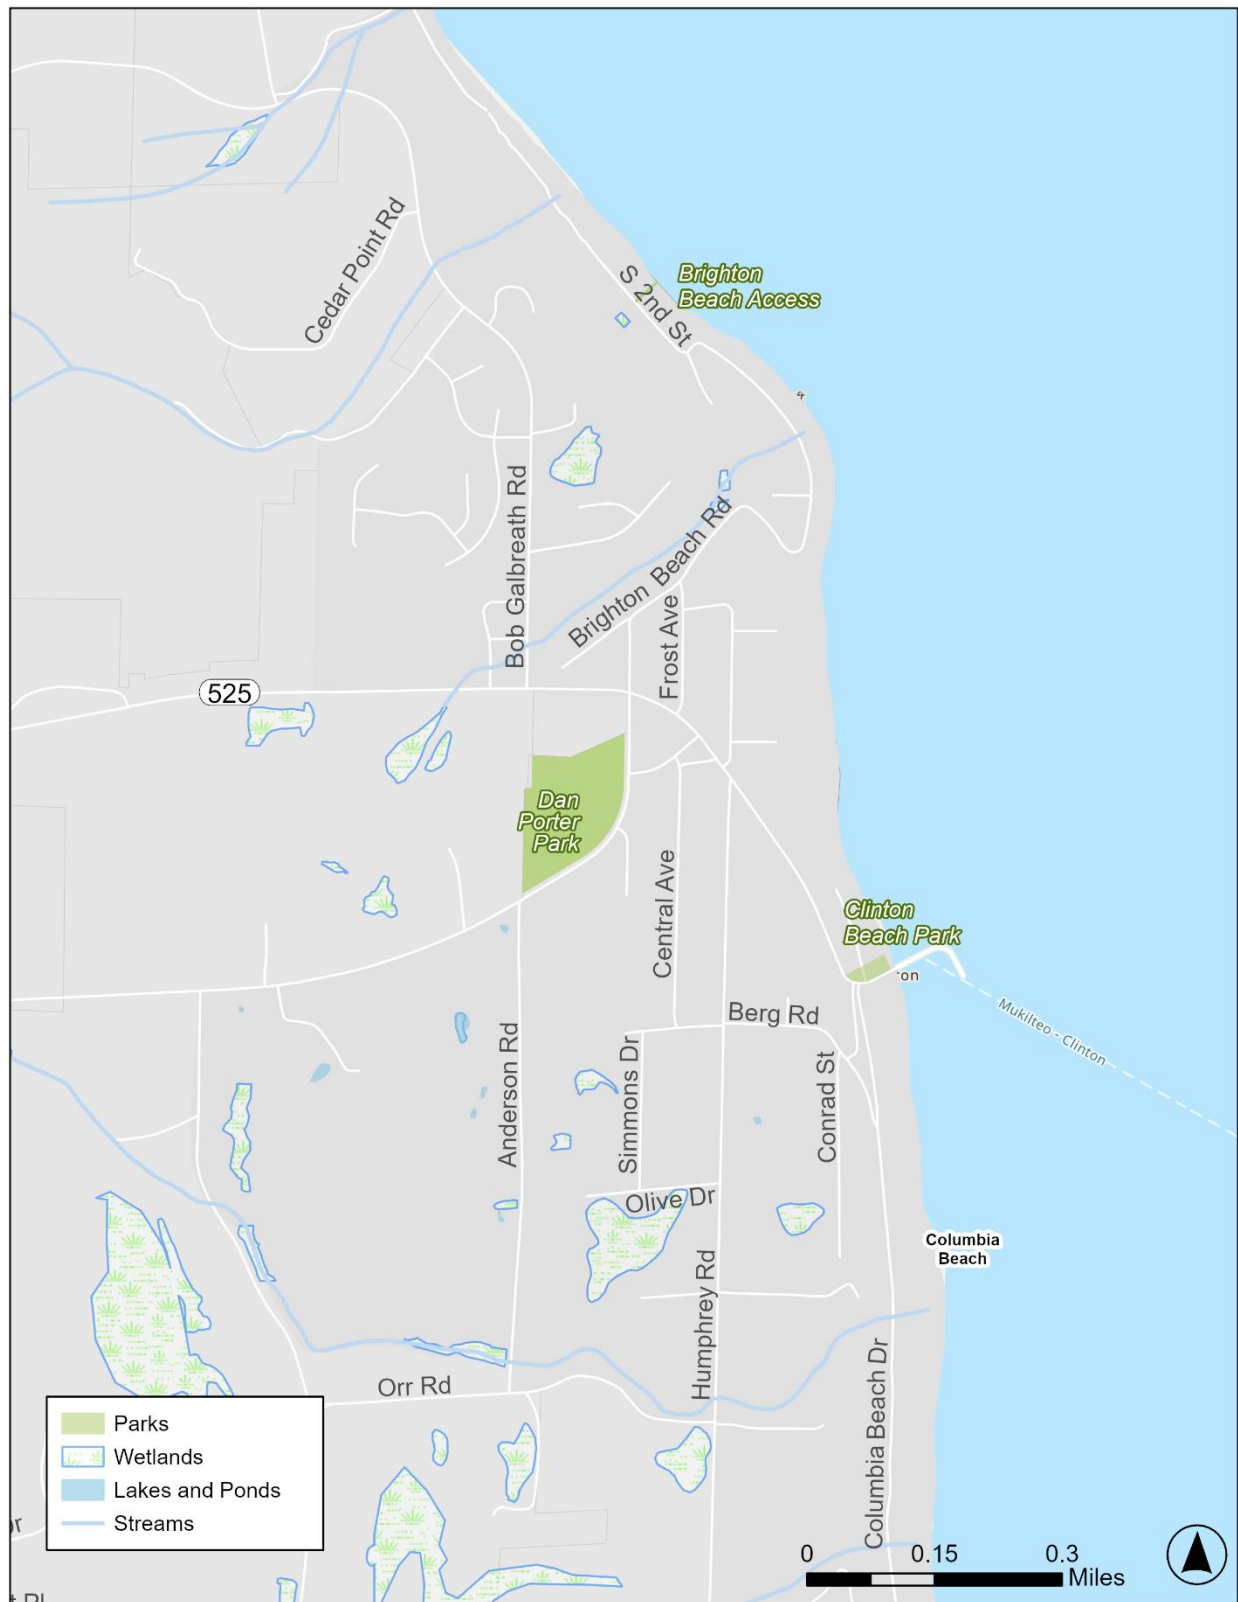 Cedar Point Rd
Brighton
Beach Access
S 2nd St
Bob Galbreath Rd
Brighton Beach Rd
Frost Ave
525
Dan
Porter
Park
Central Ave
Clinton
Beach Park
on
Mukilteo - Clinton
Berg Rd
Anderson Rd
Simmons Dr
Conrad St
Olive Dr
Columbia
Beach
Humphrey Rd
Orr Rd
Columbia Beach Dr
Parks
Wetlands
Lakes and Ponds
Streams
0 0.15 0.3
Miles